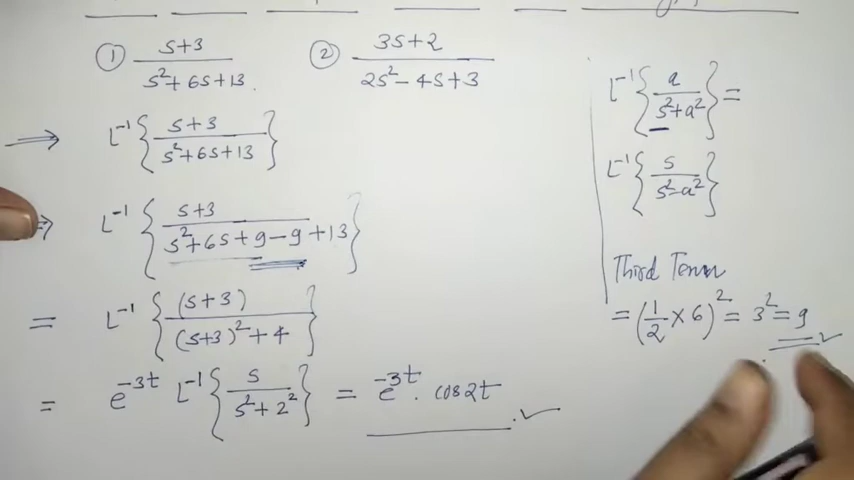 ① s+3 / s²+6s+13 ② 3s+2 / 2s²-4s+3
⇒ L⁻¹{ s+3 / s²+6s+13 }
⇒ L⁻¹{ s+3 / s²+6s+9-9+13 }
= L⁻¹{ (s+3) / (s+3)²+4 }
= e⁻³ᵗ L⁻¹{ s / s²+2² } = e⁻³ᵗ . cos2t . ✓
L⁻¹{ a / s²+a² } =
L⁻¹{ s / s²-a² }
Third Term
= (1/2 × 6)² = 3² = 9 ✓